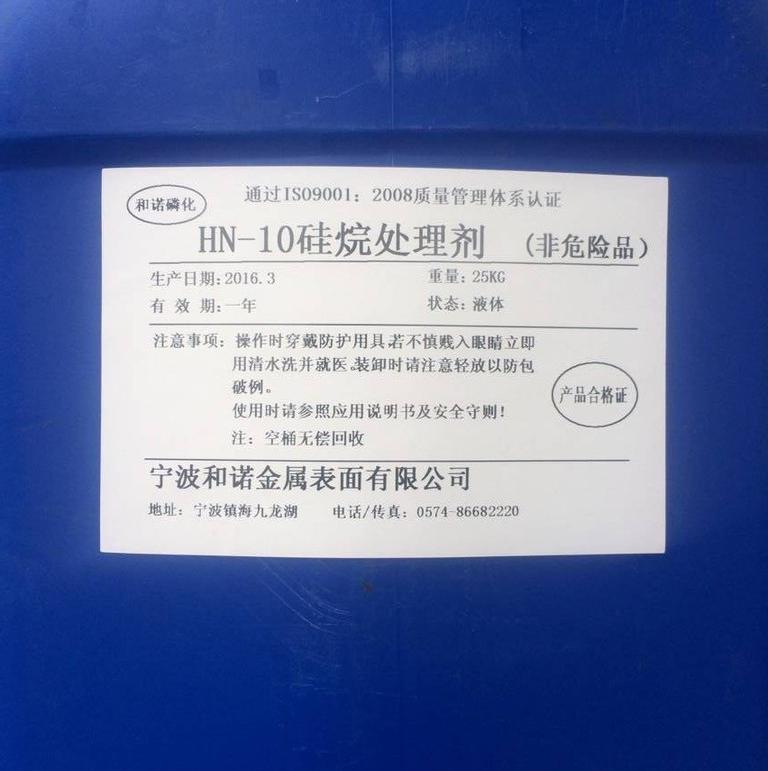 和诺磷化
通过ISO9001：2008质量管理体系认证
HN-10硅烷处理剂 (非危险品)
生产日期:2016.3 重量: 25KG
有 效 期:一年 状态: 液体
注意事项: 操作时穿戴防护用具,若不慎贱入眼睛立即
用清水洗并就医。装卸时请注意轻放以防包
破例。
使用时请参照应用说明书及安全守则!
注: 空桶无偿回收
产品合格证
宁波和诺金属表面有限公司
地址: 宁波镇海九龙湖 电话/传真: 0574-86682220